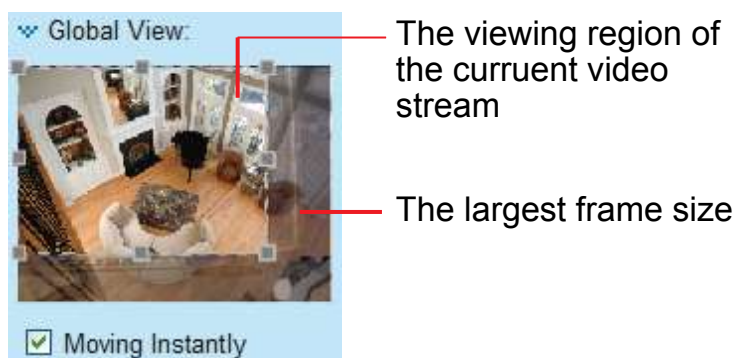 Global View:
The viewing region of
the curruent video
stream
The largest frame size
Moving Instantly